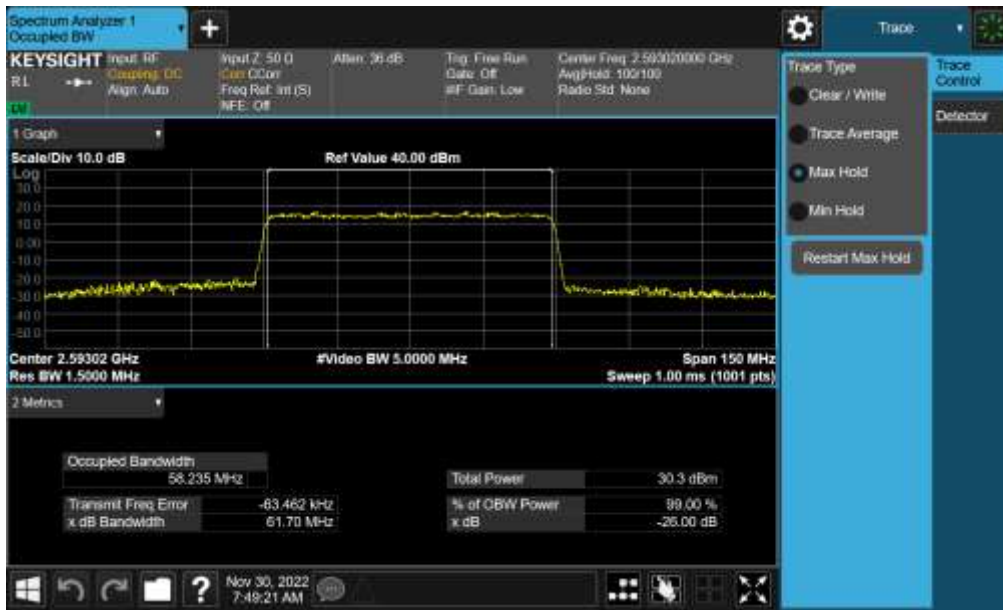 Spectrum Analyzer 1
Occupied BW
+
Trace
KEYSIGHT Input: RF
Coupling: DC
Align: Auto
RL
Input Z: 50 Ω
Corr CCorr
Freq Ref: Int (S)
NFE: Off
Atten: 36 dB
Trig: Free Run
Gate: Off
#IF Gain: Low
Center Freq: 2.593020000 GHz
Avg|Hold: 100/100
Radio Std: None
Trace Type
Clear / Write
Trace Average
Max Hold
Min Hold
Restart Max Hold
Trace
Control
Detector
1 Graph
Scale/Div 10.0 dB
Ref Value 40.00 dBm
Log
30.0
20.0
10.0
0.00
-10.0
-20.0
-30.0
-40.0
-50.0
Center 2.59302 GHz
#Video BW 5.0000 MHz
Span 150 MHz
Res BW 1.5000 MHz
Sweep 1.00 ms (1001 pts)
2 Metrics
Occupied Bandwidth
58.235 MHz
Total Power 30.3 dBm
Transmit Freq Error -63.462 kHz
% of OBW Power 99.00 %
x dB Bandwidth 61.70 MHz
x dB -26.00 dB
?
Nov 30, 2022
7:49:21 AM